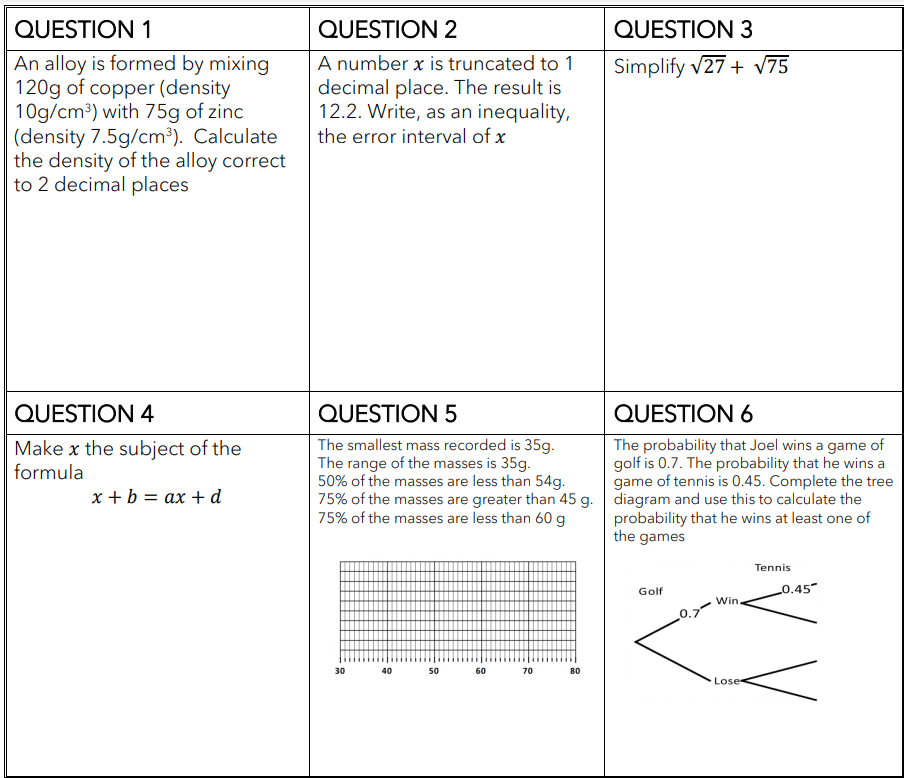 QUESTION 1
An alloy is formed by mixing
120g of copper (density
10g/cm³) with 75g of zinc
(density 7.5g/cm³). Calculate
the density of the alloy correct
to 2 decimal places
QUESTION 2
A number x is truncated to 1
decimal place. The result is
12.2. Write, as an inequality,
the error interval of x
QUESTION 3
Simplify √27 + √75
QUESTION 4
Make x the subject of the
formula
x + b = ax + d
QUESTION 5
The smallest mass recorded is 35g.
The range of the masses is 35g.
50% of the masses are less than 54g.
75% of the masses are greater than 45 g.
75% of the masses are less than 60 g
30 40 50 60 70 80
QUESTION 6
The probability that Joel wins a game of
golf is 0.7. The probability that he wins a
game of tennis is 0.45. Complete the tree
diagram and use this to calculate the
probability that he wins at least one of
the games
Tennis
Golf
0.45
Win
0.7
Lose